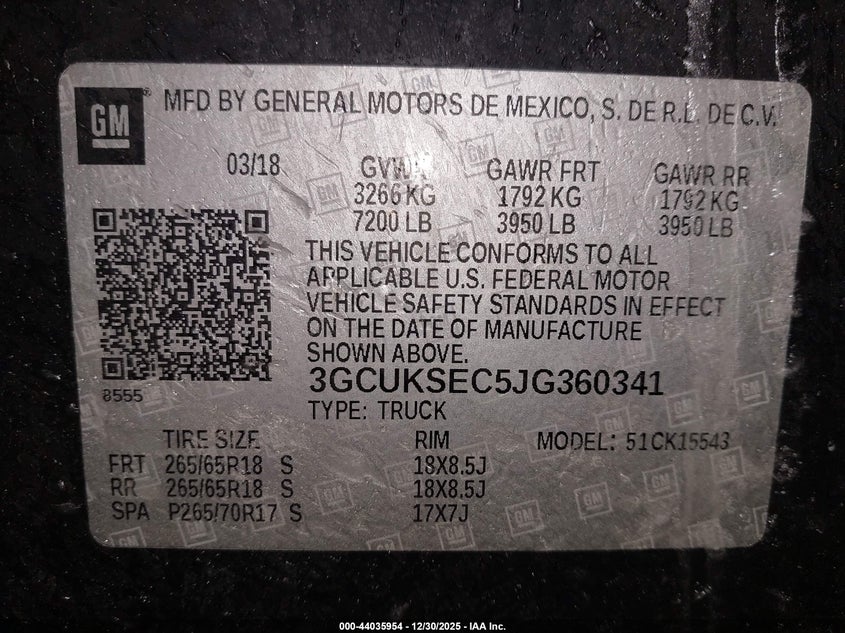 GM
MFD BY GENERAL MOTORS DE MEXICO, S. DE R.L. DE C.V.
03/18 GVWR GAWR FRT GAWR RR
3266 KG 1792 KG 1792 KG
7200 LB 3950 LB 3950 LB
THIS VEHICLE CONFORMS TO ALL
APPLICABLE U.S. FEDERAL MOTOR
VEHICLE SAFETY STANDARDS IN EFFECT
ON THE DATE OF MANUFACTURE
SHOWN ABOVE.
3GCUKSEC5JG360341
8555
TYPE: TRUCK
TIRE SIZE RIM MODEL: 51CK15543
FRT 265/65R18 S 18X8.5J
RR 265/65R18 S 18X8.5J
SPA P265/70R17 S 17X7J
000-44035954 - 12/30/2025 - IAA Inc.